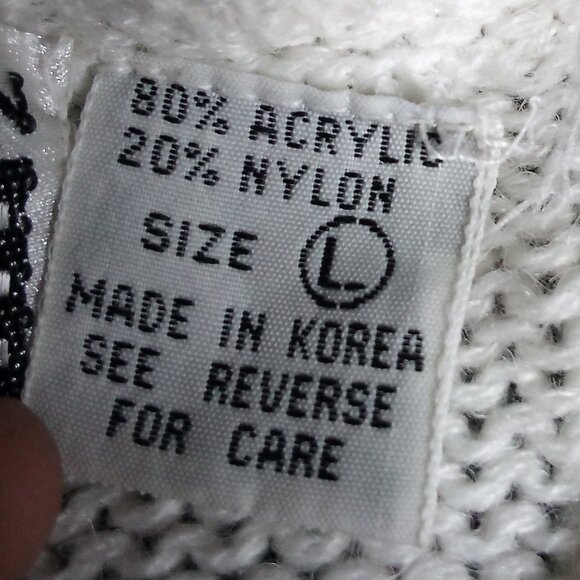 80% ACRYLIC
20% NYLON
SIZE L
MADE IN KOREA
SEE REVERSE
FOR CARE